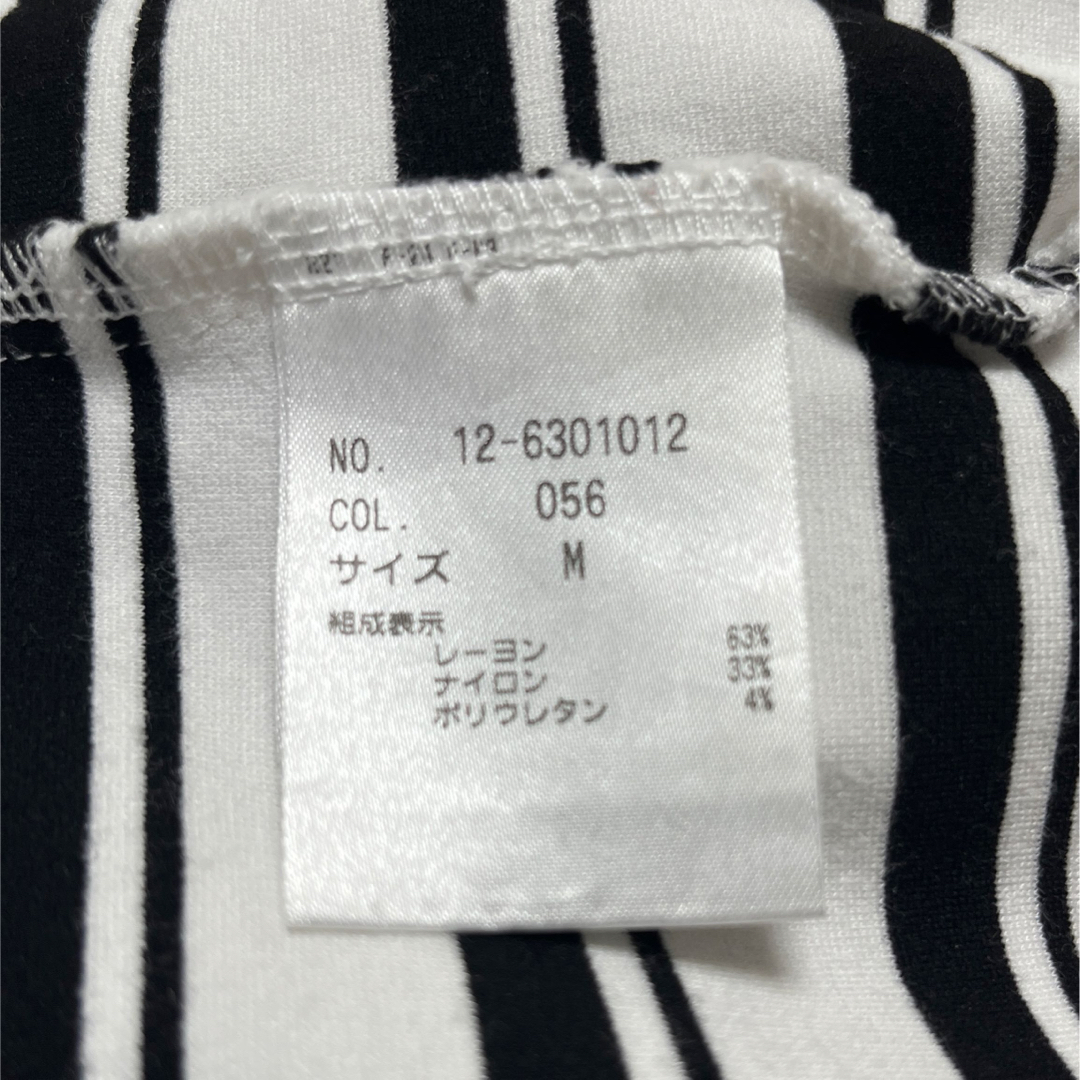 NO. 12-6301012
COL. 056
サイズ M
組成表示
レーヨン 63%
ナイロン 33%
ポリウレタン 4%